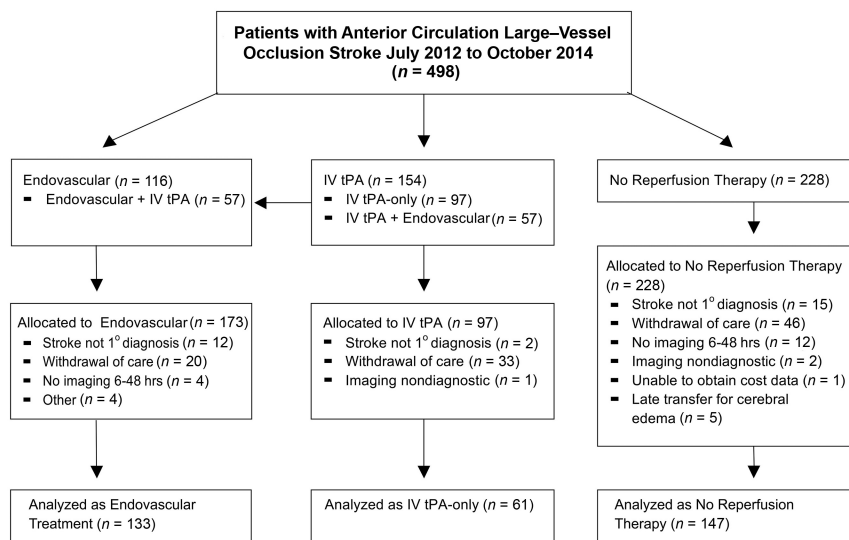 Patients with Anterior Circulation Large–Vessel
Occlusion Stroke July 2012 to October 2014
(n = 498)
Endovascular (n = 116)
▪ Endovascular + IV tPA (n = 57)
IV tPA (n = 154)
▪ IV tPA-only (n = 97)
▪ IV tPA + Endovascular (n = 57)
No Reperfusion Therapy (n = 228)
Allocated to Endovascular (n = 173)
▪ Stroke not 1° diagnosis (n = 12)
▪ Withdrawal of care (n = 20)
▪ No imaging 6-48 hrs (n = 4)
▪ Other (n = 4)
Allocated to IV tPA (n = 97)
▪ Stroke not 1° diagnosis (n = 2)
▪ Withdrawal of care (n = 33)
▪ Imaging nondiagnostic (n = 1)
Allocated to No Reperfusion Therapy
(n = 228)
▪ Stroke not 1° diagnosis (n = 15)
▪ Withdrawal of care (n = 46)
▪ No imaging 6-48 hrs (n = 12)
▪ Imaging nondiagnostic (n = 2)
▪ Unable to obtain cost data (n = 1)
▪ Late transfer for cerebral
edema (n = 5)
Analyzed as Endovascular
Treatment (n = 133)
Analyzed as IV tPA-only (n = 61)
Analyzed as No Reperfusion
Therapy (n = 147)